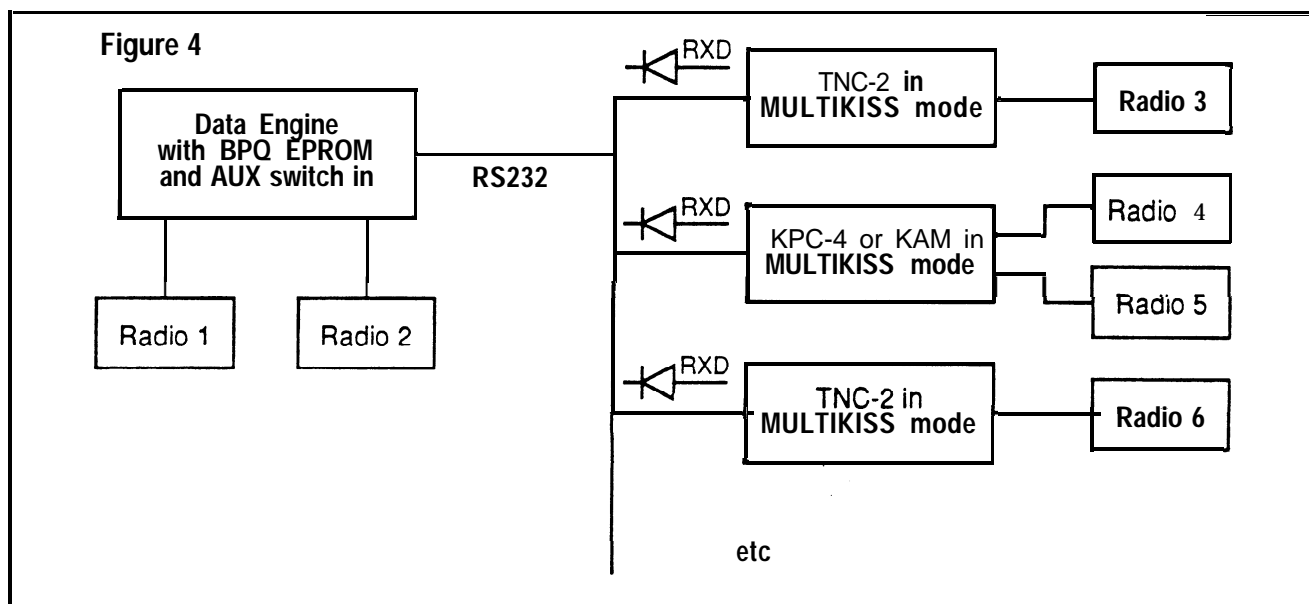 Figure 4
Data Engine
with BPQ EPROM
and AUX switch in
RS232
Radio 1
Radio 2
RXD
TNC-2 in
MULTIKISS mode
Radio 3
RXD
KPC-4 or KAM in
MULTIKISS mode
Radio 4
Radio 5
RXD
TNC-2 in
MULTIKISS mode
Radio 6
etc